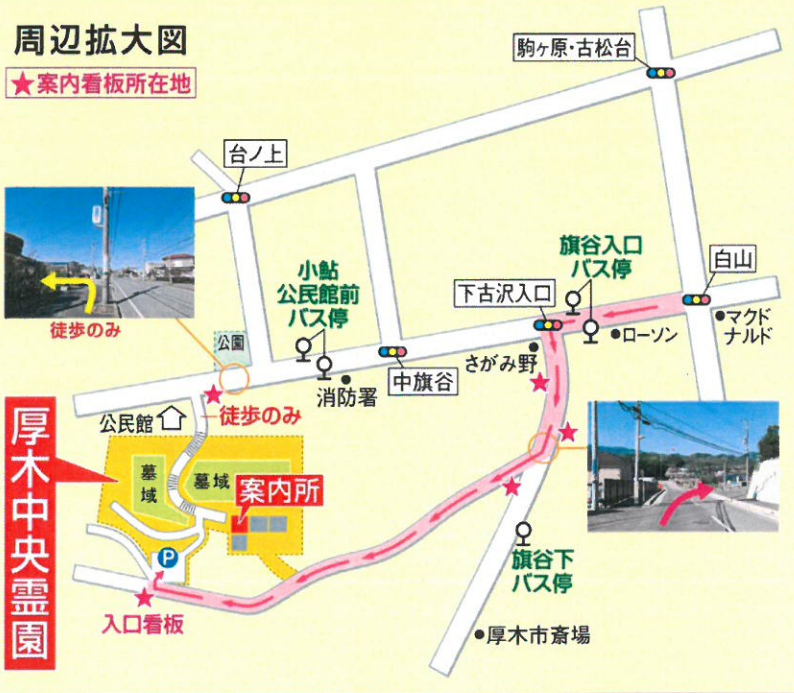 周辺拡大図
★案内看板所在地
駒ヶ原・古松台
台ノ上
旗谷入口
バス停
白山
小鮎
公民館前
バス停
下古沢入口
マクド
ナルド
ローソン
徒歩のみ
公園
さがみ野
中旗谷
消防署
徒歩のみ
公民館
厚木中央霊園
墓域
墓域
案内所
P
旗谷下
バス停
入口看板
厚木市斎場